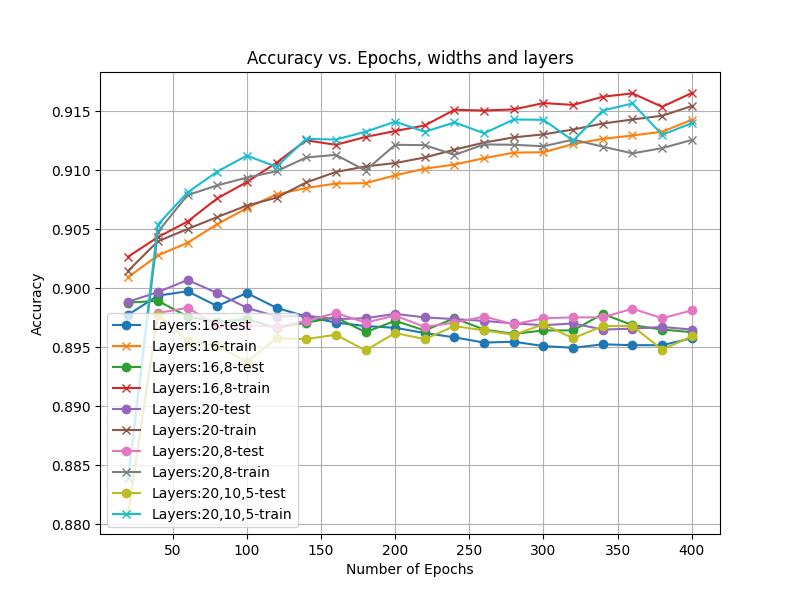 Accuracy vs. Epochs, widths and layers
0.915
0.910
0.905
0.900
0.895
0.890
0.885
0.880
Accuracy
Layers:16-test
Layers:16-train
Layers:16,8-test
Layers:16,8-train
Layers:20-test
Layers:20-train
Layers:20,8-test
Layers:20,8-train
Layers:20,10,5-test
Layers:20,10,5-train
50 100 150 200 250 300 350 400
Number of Epochs